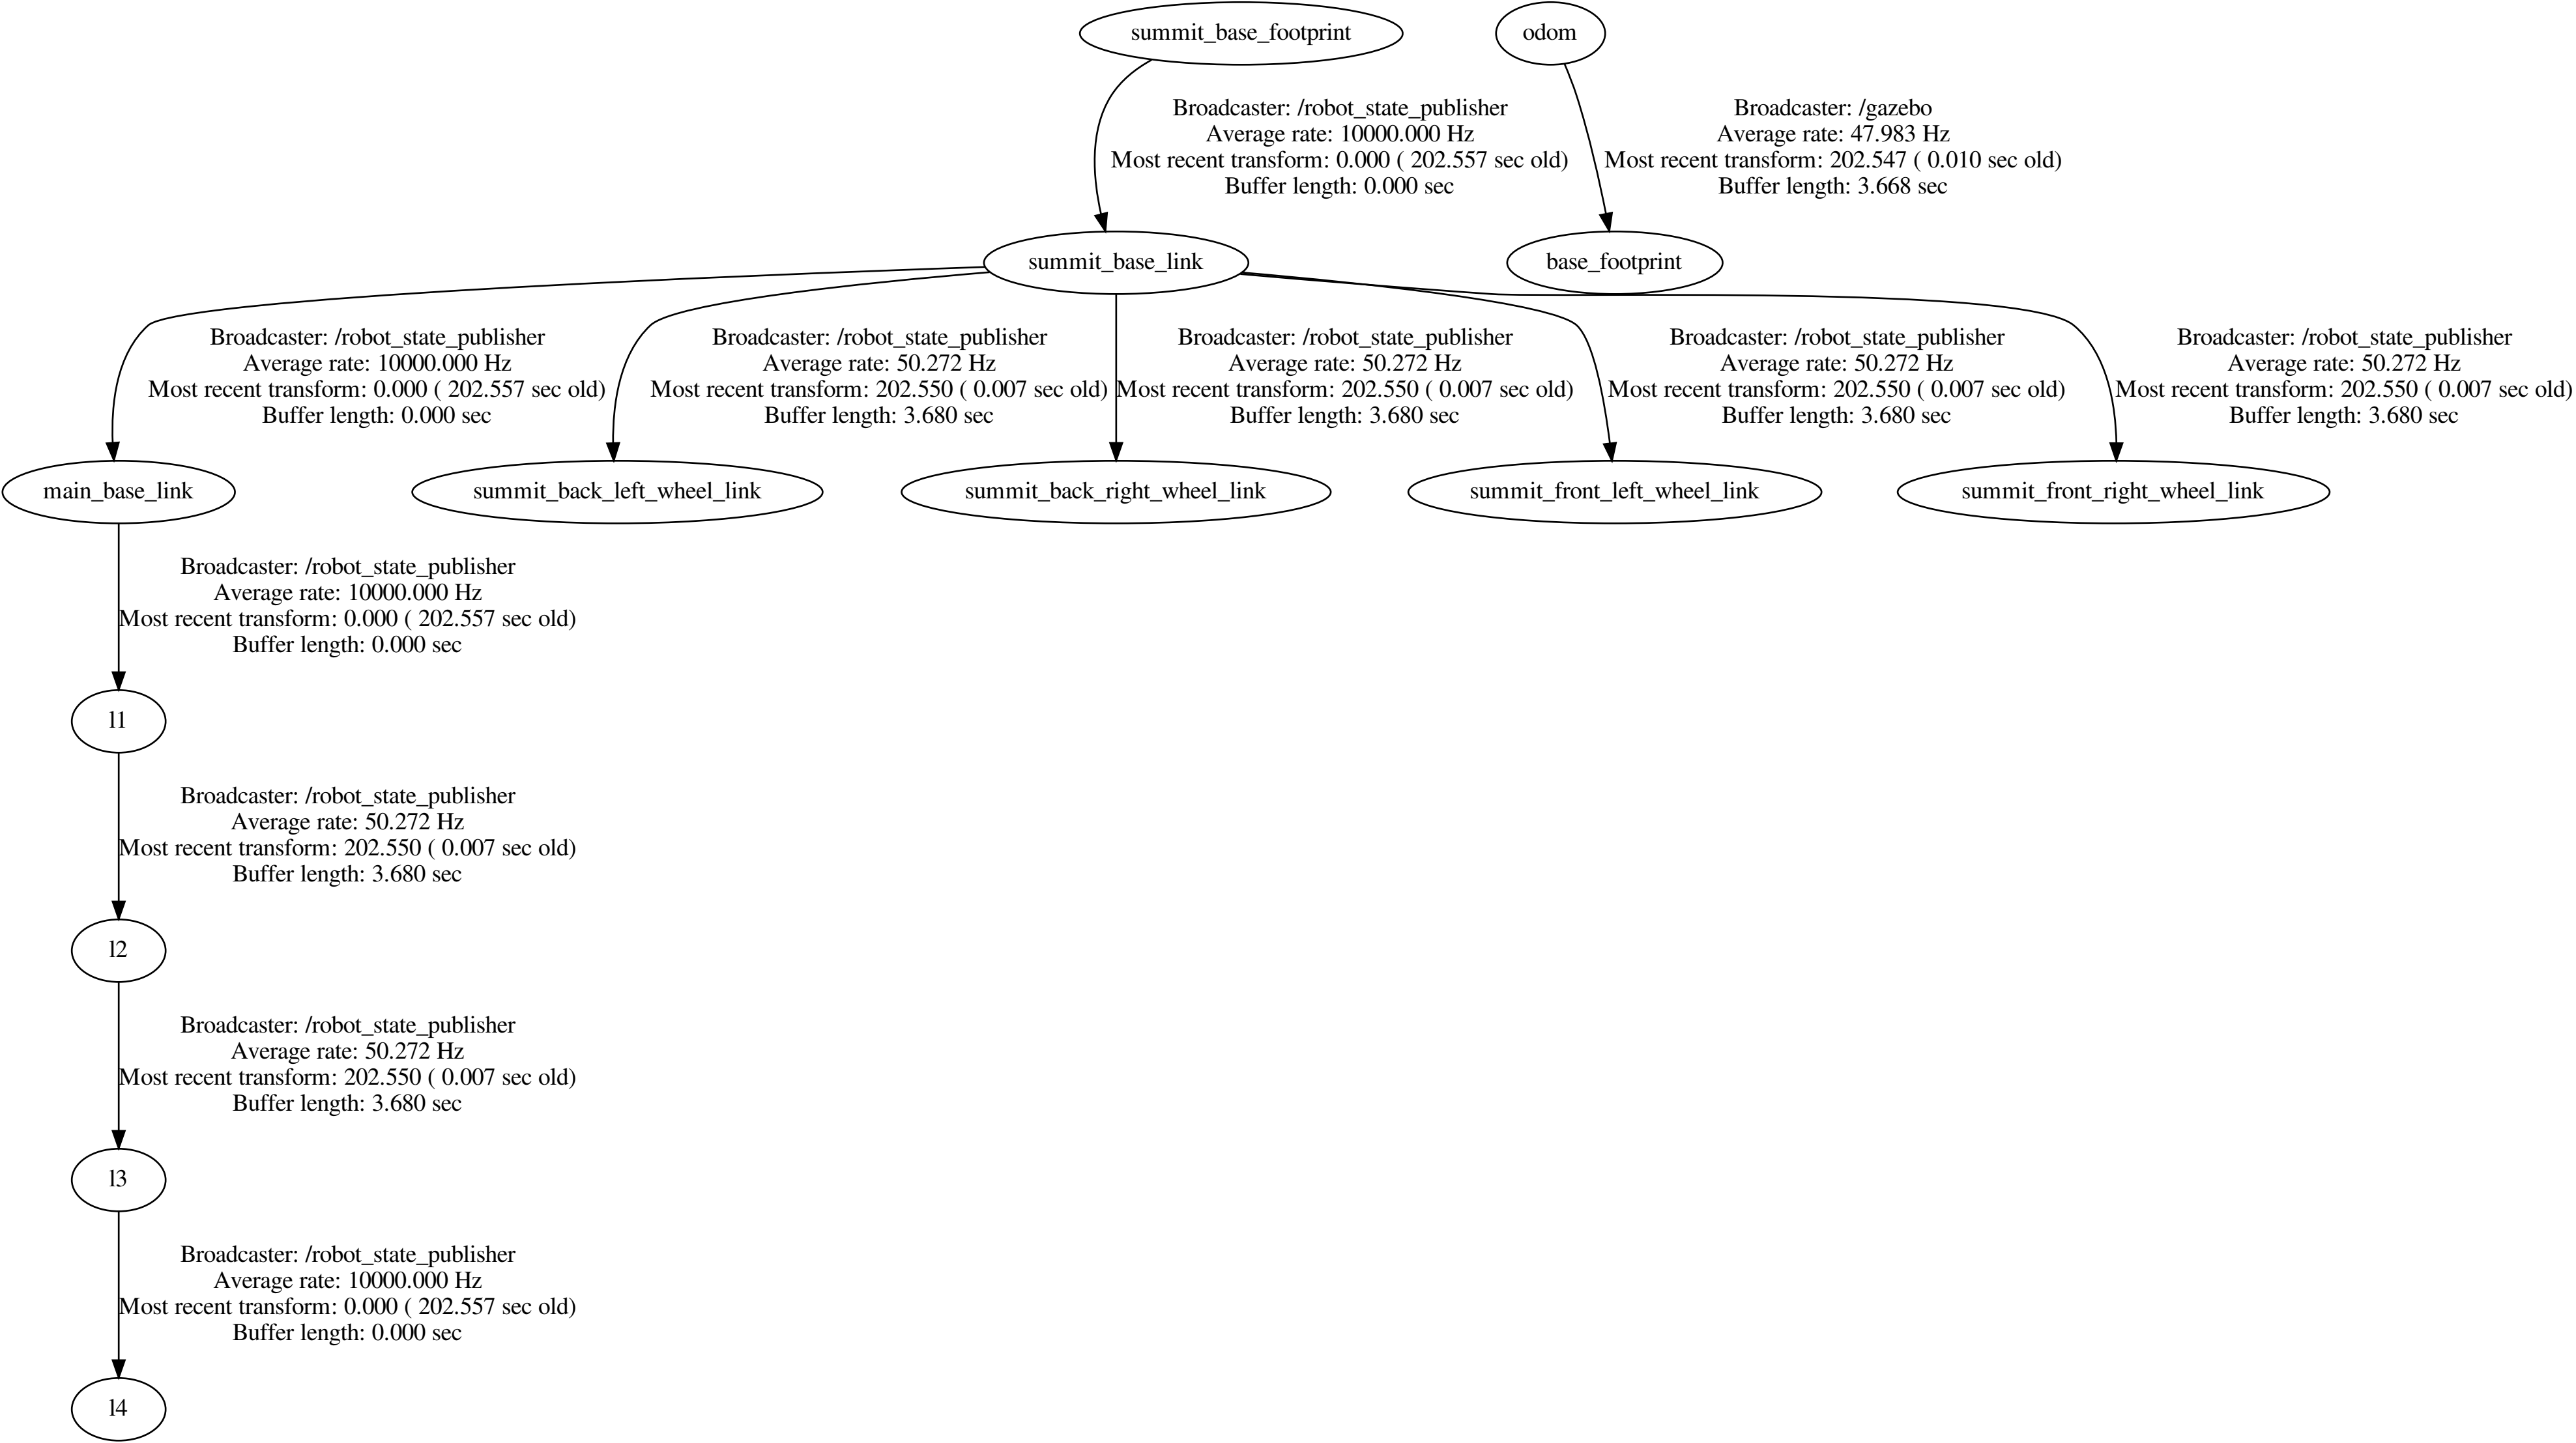 summit_base_footprint
odom
Broadcaster: /robot_state_publisher
Average rate: 10000.000 Hz
Most recent transform: 0.000 ( 202.557 sec old)
Buffer length: 0.000 sec
Broadcaster: /gazebo
Average rate: 47.983 Hz
Most recent transform: 202.547 ( 0.010 sec old)
Buffer length: 3.668 sec
summit_base_link
base_footprint
Broadcaster: /robot_state_publisher
Average rate: 10000.000 Hz
Most recent transform: 0.000 ( 202.557 sec old)
Buffer length: 0.000 sec
Broadcaster: /robot_state_publisher
Average rate: 50.272 Hz
Most recent transform: 202.550 ( 0.007 sec old)
Buffer length: 3.680 sec
Broadcaster: /robot_state_publisher
Average rate: 50.272 Hz
Most recent transform: 202.550 ( 0.007 sec old)
Buffer length: 3.680 sec
Broadcaster: /robot_state_publisher
Average rate: 50.272 Hz
Most recent transform: 202.550 ( 0.007 sec old)
Buffer length: 3.680 sec
Broadcaster: /robot_state_publisher
Average rate: 50.272 Hz
Most recent transform: 202.550 ( 0.007 sec old)
Buffer length: 3.680 sec
main_base_link
summit_back_left_wheel_link
summit_back_right_wheel_link
summit_front_left_wheel_link
summit_front_right_wheel_link
Broadcaster: /robot_state_publisher
Average rate: 10000.000 Hz
Most recent transform: 0.000 ( 202.557 sec old)
Buffer length: 0.000 sec
l1
Broadcaster: /robot_state_publisher
Average rate: 50.272 Hz
Most recent transform: 202.550 ( 0.007 sec old)
Buffer length: 3.680 sec
l2
Broadcaster: /robot_state_publisher
Average rate: 50.272 Hz
Most recent transform: 202.550 ( 0.007 sec old)
Buffer length: 3.680 sec
l3
Broadcaster: /robot_state_publisher
Average rate: 10000.000 Hz
Most recent transform: 0.000 ( 202.557 sec old)
Buffer length: 0.000 sec
l4